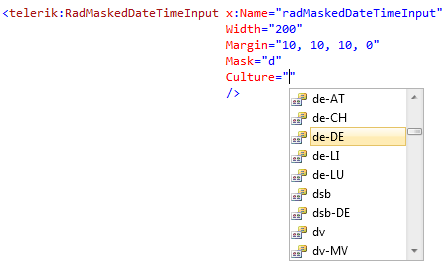 <telerik:RadMaskedDateTimeInput x:Name="radMaskedDateTimeInput"
Width="200"
Margin="10, 10, 10, 0"
Mask="d"
Culture=""
/>
de-AT
de-CH
de-DE
de-LI
de-LU
dsb
dsb-DE
dv
dv-MV